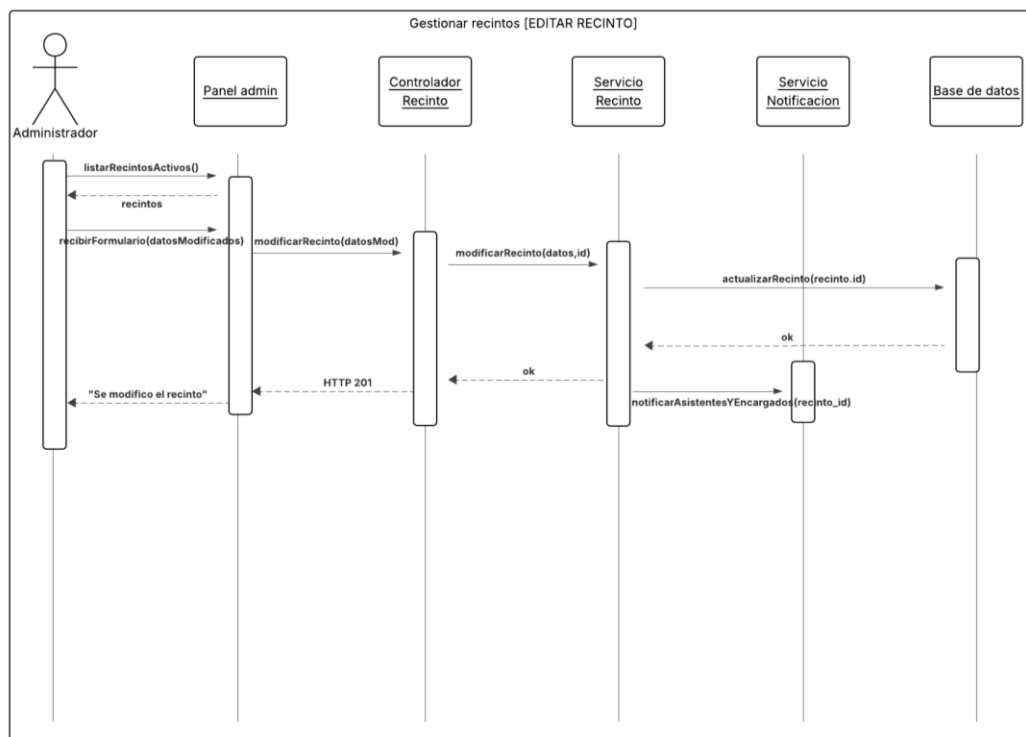 Gestionar recintos [EDITAR RECINTO]
Administrador
Panel admin
Controlador
Recinto
Servicio
Recinto
Servicio
Notificacion
Base de datos
listarRecintosActivos()
recintos
recibirFormulario(datosModificados)
modificarRecinto(datosMod)
modificarRecinto(datos,id)
actualizarRecinto(recinto.id)
ok
ok
HTTP 201
"Se modifico el recinto"
notificarAsistentesYEncargados(recinto_id)